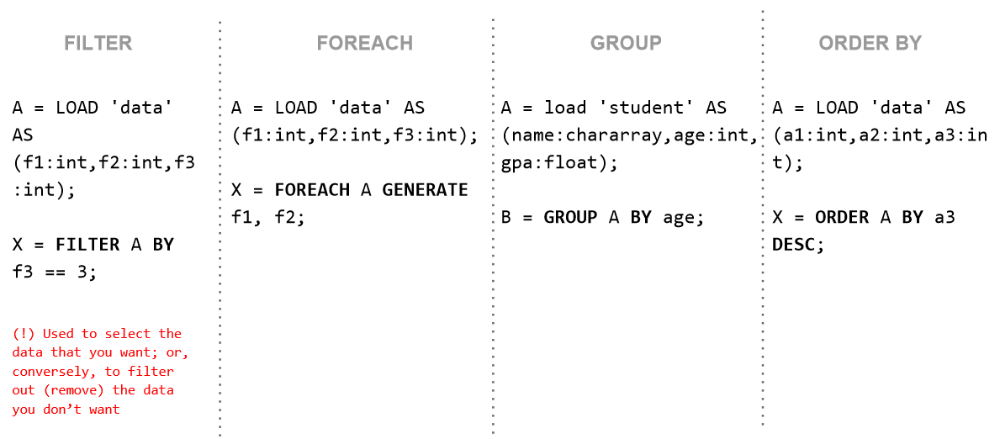 FILTER
A = LOAD 'data'
AS
(f1:int,f2:int,f3
:int);
X = FILTER A BY
f3 == 3;
(!) Used to select the
data that you want; or,
conversely, to filter
out (remove) the data
you don’t want
FOREACH
A = LOAD 'data' AS
(f1:int,f2:int,f3:int);
X = FOREACH A GENERATE
f1, f2;
GROUP
A = load 'student' AS
(name:chararray,age:int,
gpa:float);
B = GROUP A BY age;
ORDER BY
A = LOAD 'data' AS
(a1:int,a2:int,a3:in
t);
X = ORDER A BY a3
DESC;